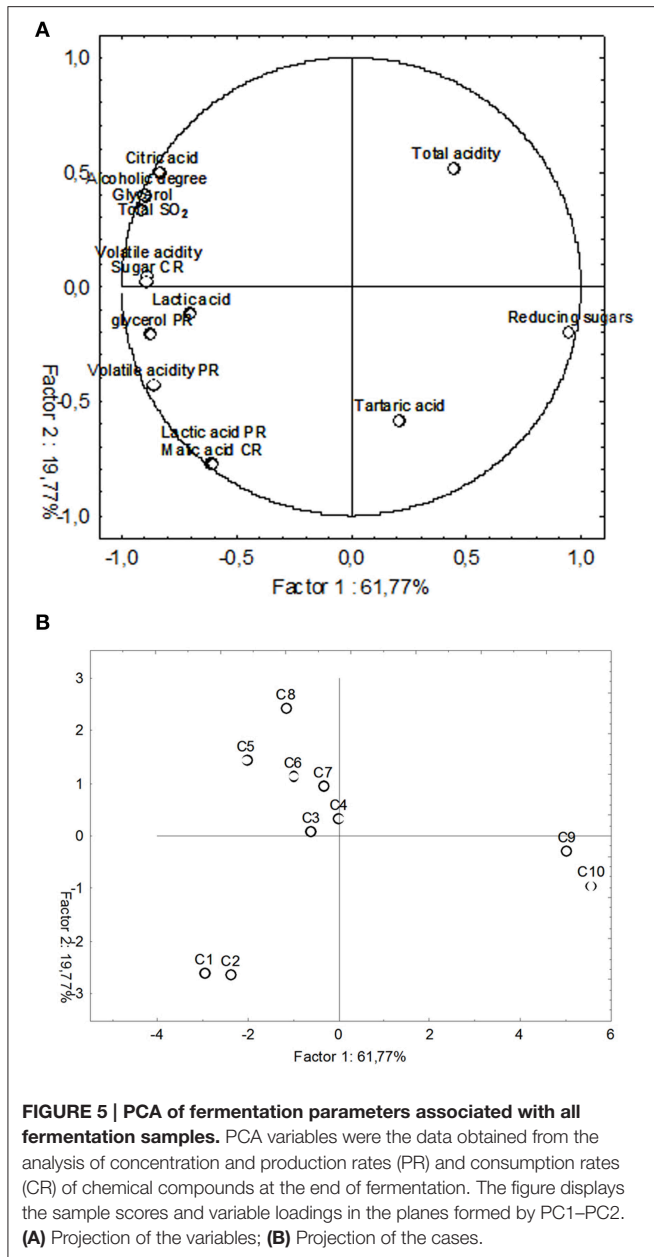 A
1,0
0,5
0,0
-0,5
-1,0
Factor 2 : 19,77%
Citric acid
Alcoholic degree
Glycerol
Total SO₂
Volatile acidity
Sugar CR
Lactic acid
glycerol PR
Volatile acidity PR
Lactic acid PR
Malic acid CR
Total acidity
Reducing sugars
Tartaric acid
-1,0 -0,5 0,0 0,5 1,0
Factor 1 : 61,77%
B
3
2
1
0
-1
-2
-3
Factor 2: 19,77%
C8
C5
C6
C7
C4
C3
C9
C10
C1
C2
-4 -2 0 2 4 6
Factor 1: 61,77%
FIGURE 5 | PCA of fermentation parameters associated with all
fermentation samples. PCA variables were the data obtained from the
analysis of concentration and production rates (PR) and consumption rates
(CR) of chemical compounds at the end of fermentation. The figure displays
the sample scores and variable loadings in the planes formed by PC1–PC2.
(A) Projection of the variables; (B) Projection of the cases.